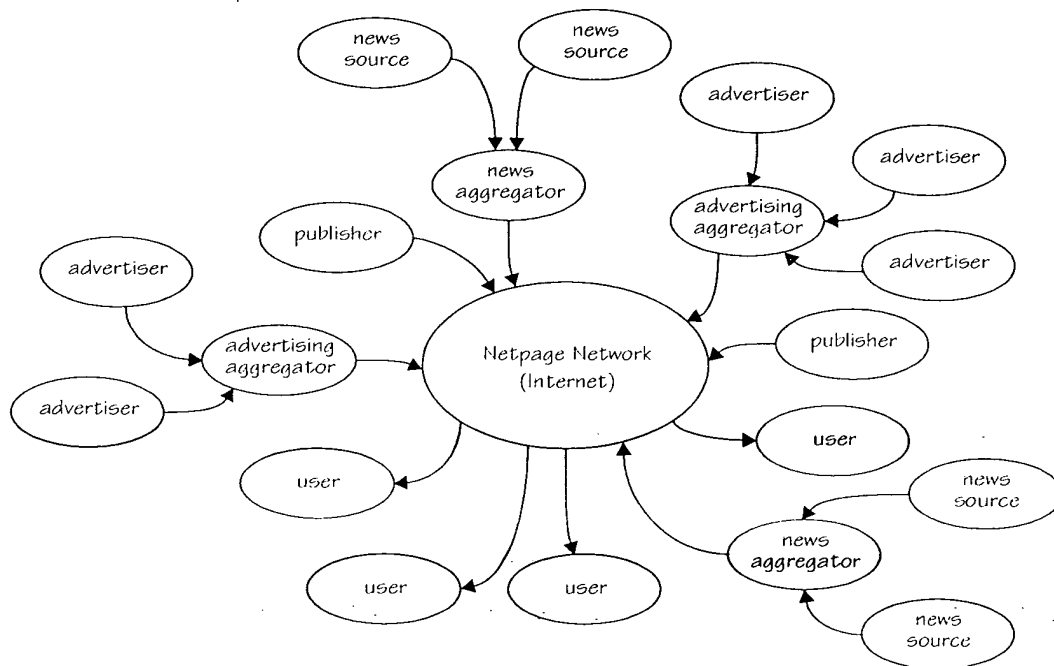 news
source
news
source
advertiser
advertiser
news
aggregator
advertising
aggregator
publisher
advertiser
advertiser
publisher
Netpage Network
(Internet)
advertising
aggregator
advertiser
user
user
news
source
news
aggregator
user
user
news
source